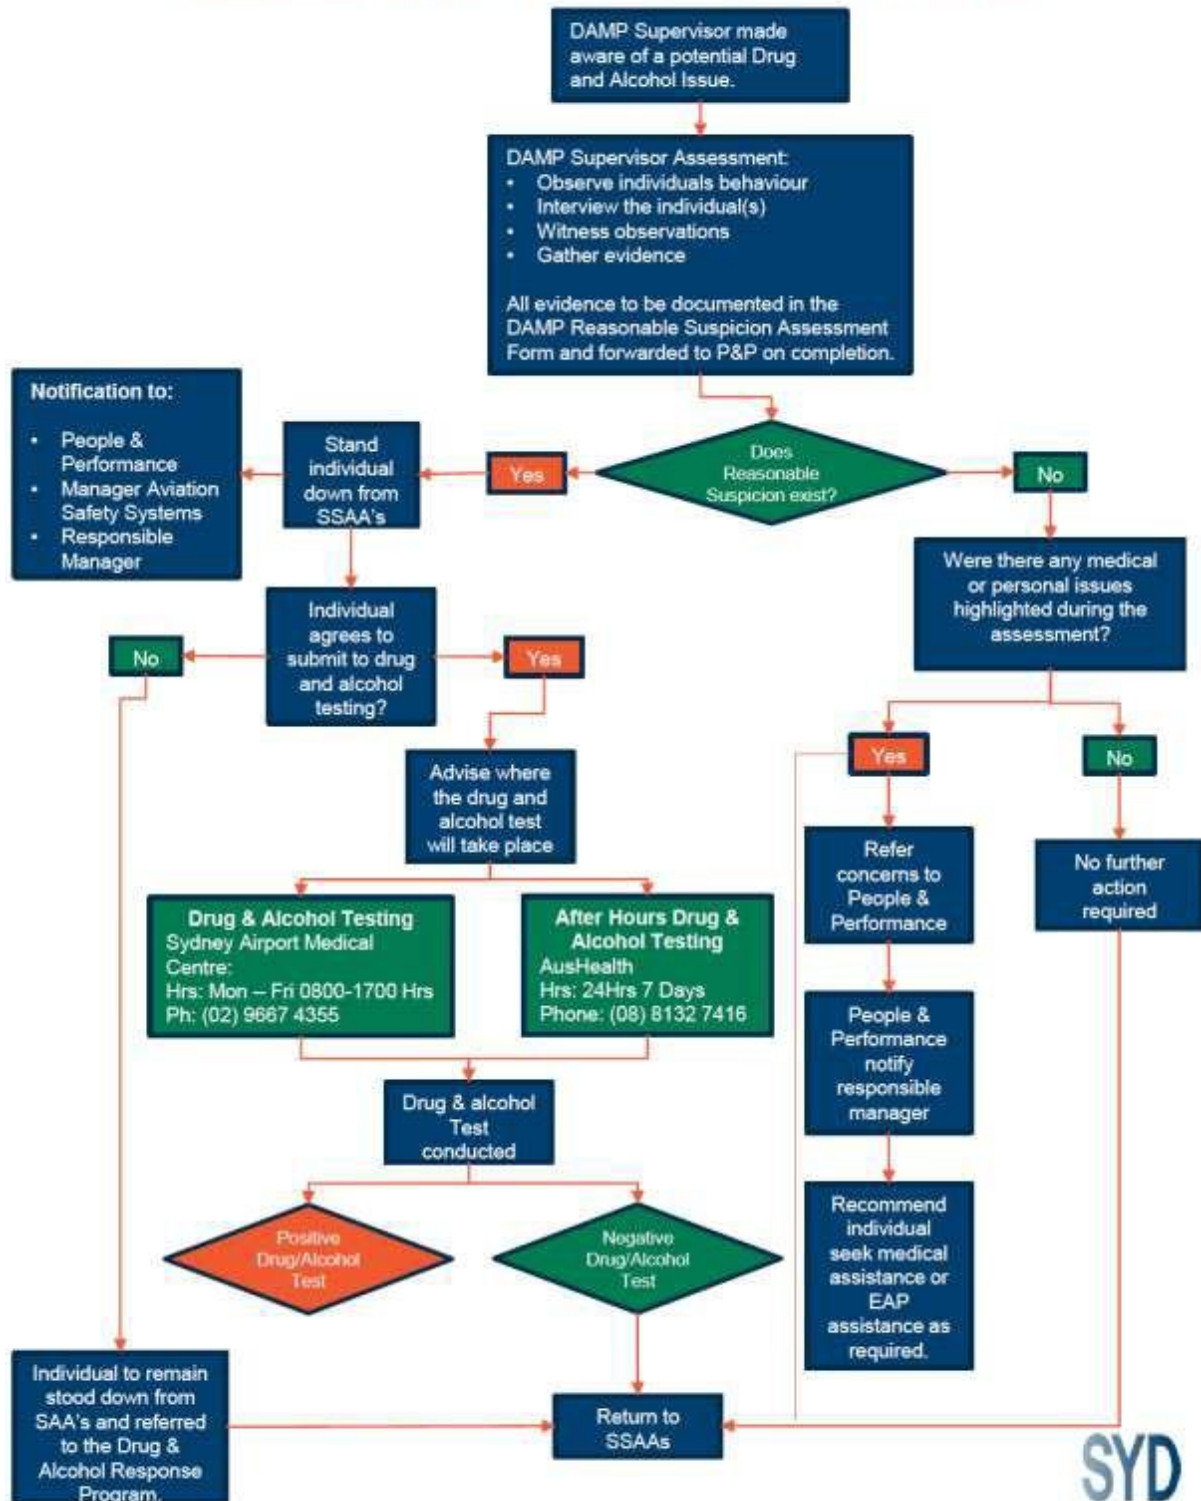 DAMP Supervisor made
aware of a potential Drug
and Alcohol Issue.
DAMP Supervisor Assessment:
• Observe individuals behaviour
• Interview the individual(s)
• Witness observations
• Gather evidence
All evidence to be documented in the
DAMP Reasonable Suspicion Assessment
Form and forwarded to P&P on completion.
Does
Reasonable
Suspicion exist?
Yes
No
Stand
individual
down from
SSAA's
Notification to:
• People &
Performance
• Manager Aviation
Safety Systems
• Responsible
Manager
Were there any medical
or personal issues
highlighted during the
assessment?
Individual
agrees to
submit to drug
and alcohol
testing?
No
Yes
Yes
No
Advise where
the drug and
alcohol test
will take place
Refer
concerns to
People &
Performance
No further
action
required
Drug & Alcohol Testing
Sydney Airport Medical
Centre:
Hrs: Mon – Fri 0800-1700 Hrs
Ph: (02) 9667 4355
After Hours Drug &
Alcohol Testing
AusHealth
Hrs: 24Hrs 7 Days
Phone: (08) 8132 7416
People &
Performance
notify
responsible
manager
Drug & alcohol
Test
conducted
Positive
Drug/Alcohol
Test
Negative
Drug/Alcohol
Test
Recommend
individual
seek medical
assistance or
EAP
assistance as
required.
Individual to remain
stood down from
SAA's and referred
to the Drug &
Alcohol Response
Program.
Return to
SSAAs
SYD